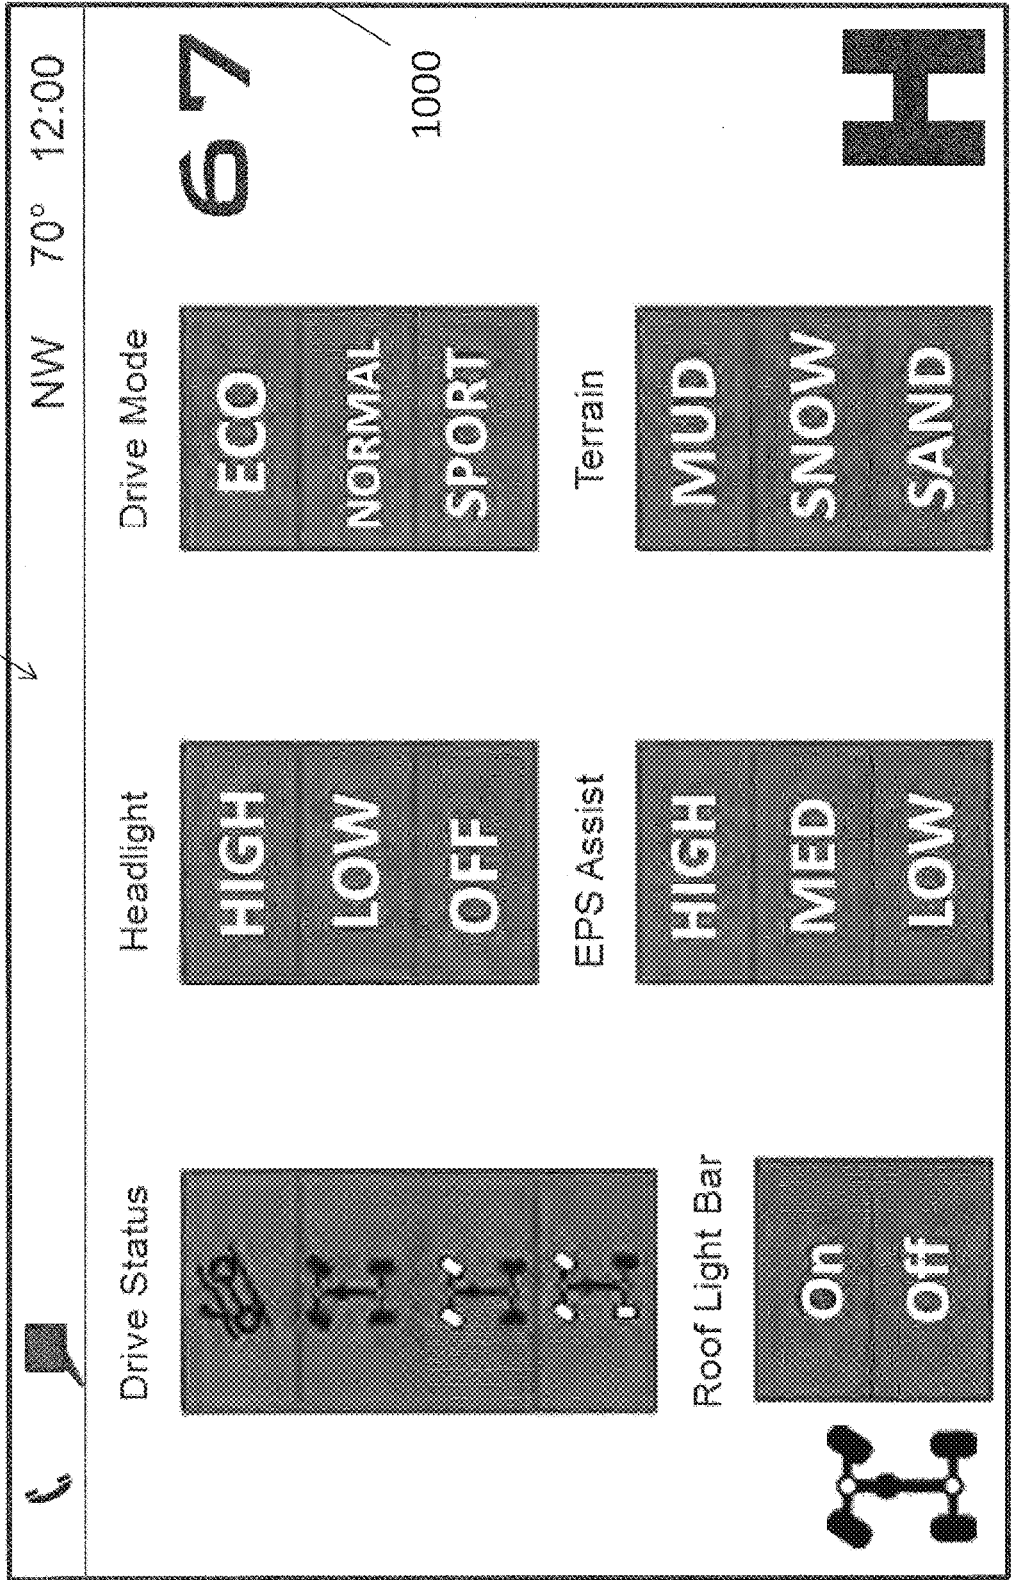 NW 70° 12:00
Drive Status
Headlight
HIGH
LOW
OFF
Drive Mode
ECO
NORMAL
SPORT
67
1000
Roof Light Bar
On
Off
EPS Assist
HIGH
MED
LOW
Terrain
MUD
SNOW
SAND
H